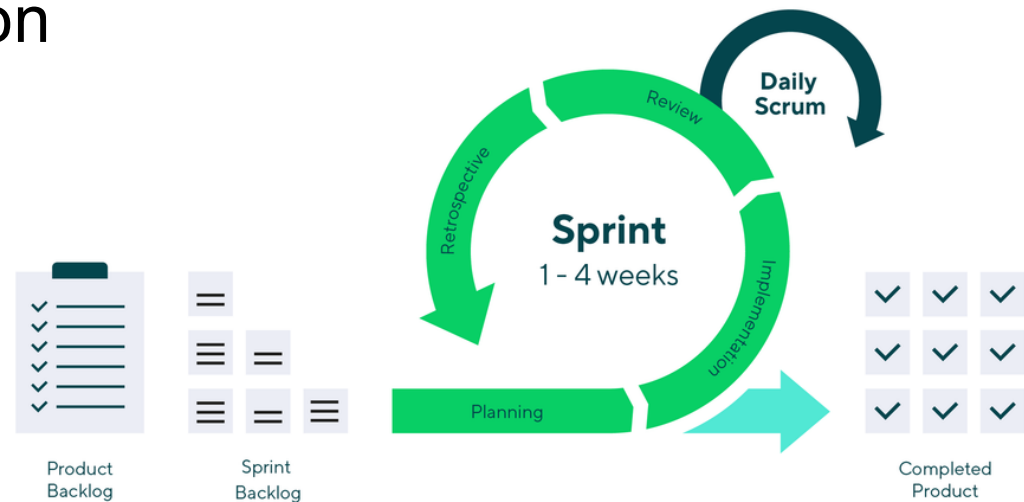 on
Daily
Scrum
Review
Retrospective
Sprint
1 - 4 weeks
Implementation
Planning
Product
Backlog
Sprint
Backlog
Completed
Product